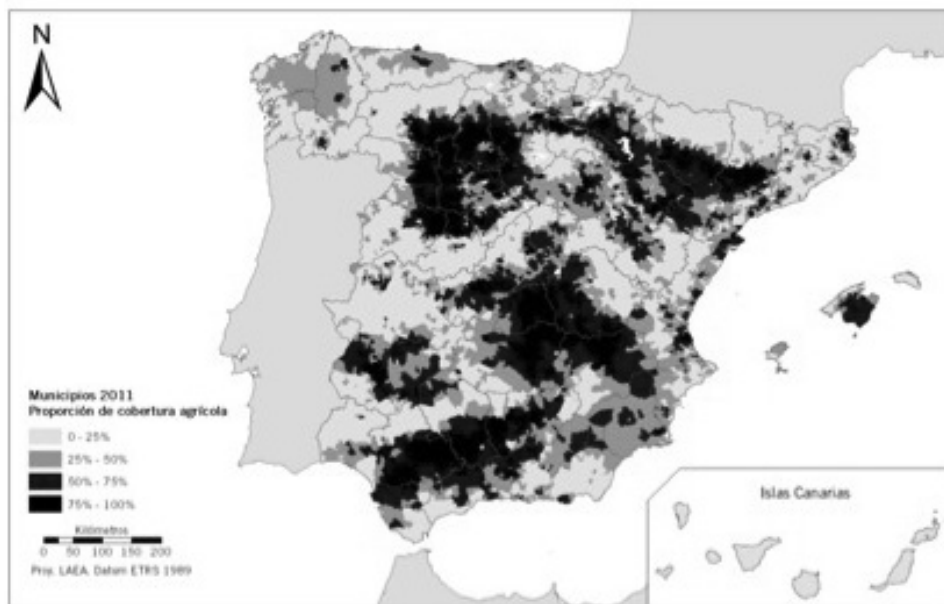 N
Municipios 2011
Proporción de cobertura agrícola
0 - 25%
25% - 50%
50% - 75%
75% - 100%
Kilómetros
0 50 100 150 200
Proy. LAEA. Datum ETRS 1989
Islas Canarias